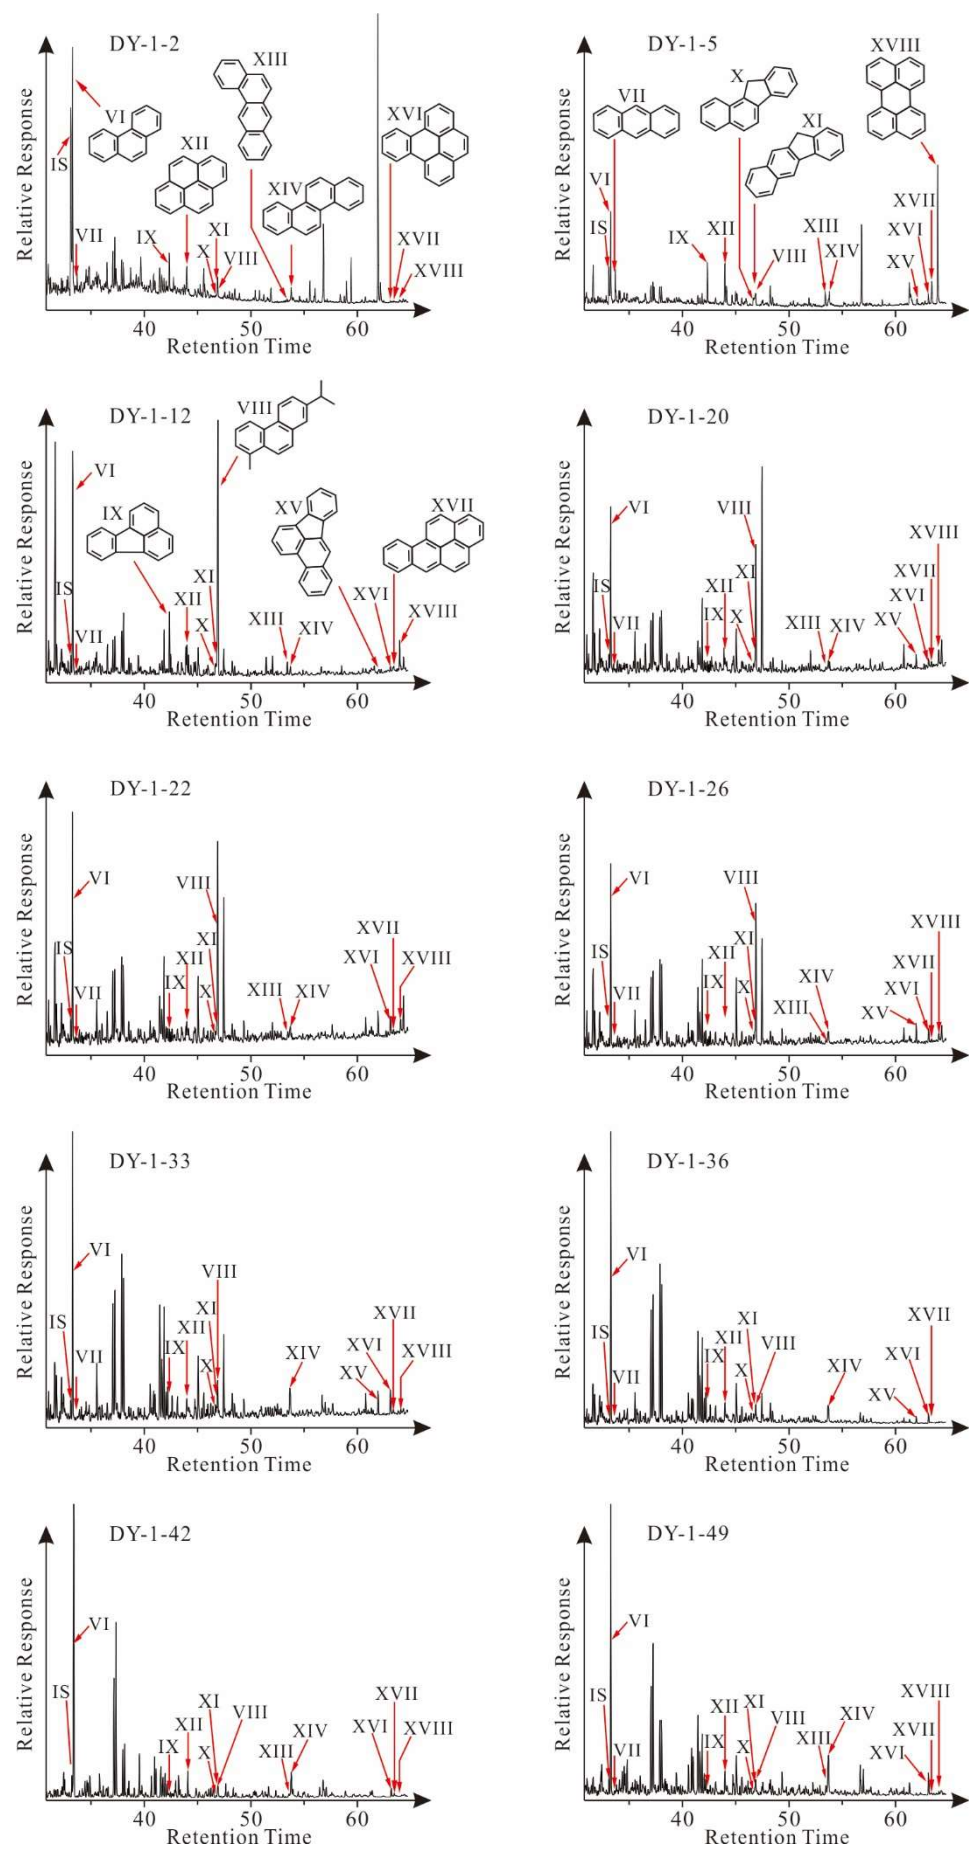 DY-1-2
XIII
Relative Response
VI
XVI
IS
XII
XIV
VII
IX
XI
X
VIII
XVII
XVIII
40
50
60
Retention Time
DY-1-5
XVIII
Relative Response
VII
X
XI
VI
IS
IX
XII
XIII
XVII
XVI
VIII
XIV
XV
40
50
60
Retention Time
DY-1-12
VIII
Relative Response
VI
IX
XV
XVII
IS
XI
XII
XVI
VII
X
XIII
XIV
XVIII
40
50
60
Retention Time
DY-1-20
Relative Response
VI
VIII
XVIII
IS
XII
XI
XVII
XVI
VII
IX
X
XIII
XIV
XV
40
50
60
Retention Time
DY-1-22
Relative Response
VI
VIII
XVII
IS
XI
XII
XVI
XVIII
VII
IX
X
XIII
XIV
40
50
60
Retention Time
DY-1-26
Relative Response
VI
VIII
XVIII
IS
XII
XI
XVII
XIV
VII
IX
X
XVI
XIII
XV
40
50
60
Retention Time
DY-1-33
Relative Response
VI
VIII
IS
XI
XII
XVII
VII
IX
X
XIV
XVI
XVIII
XV
40
50
60
Retention Time
DY-1-36
Relative Response
VI
XI
XVII
IS
XII
VIII
IX
XVI
VII
X
XIV
XV
40
50
60
Retention Time
DY-1-42
Relative Response
VI
IS
XI
XVII
XII
VIII
IX
X
XIII
XIV
XVI
XVIII
40
50
60
Retention Time
DY-1-49
Relative Response
VI
IS
XII
XI
XVIII
VIII
XIV
VII
IX
X
XIII
XVII
XVI
40
50
60
Retention Time